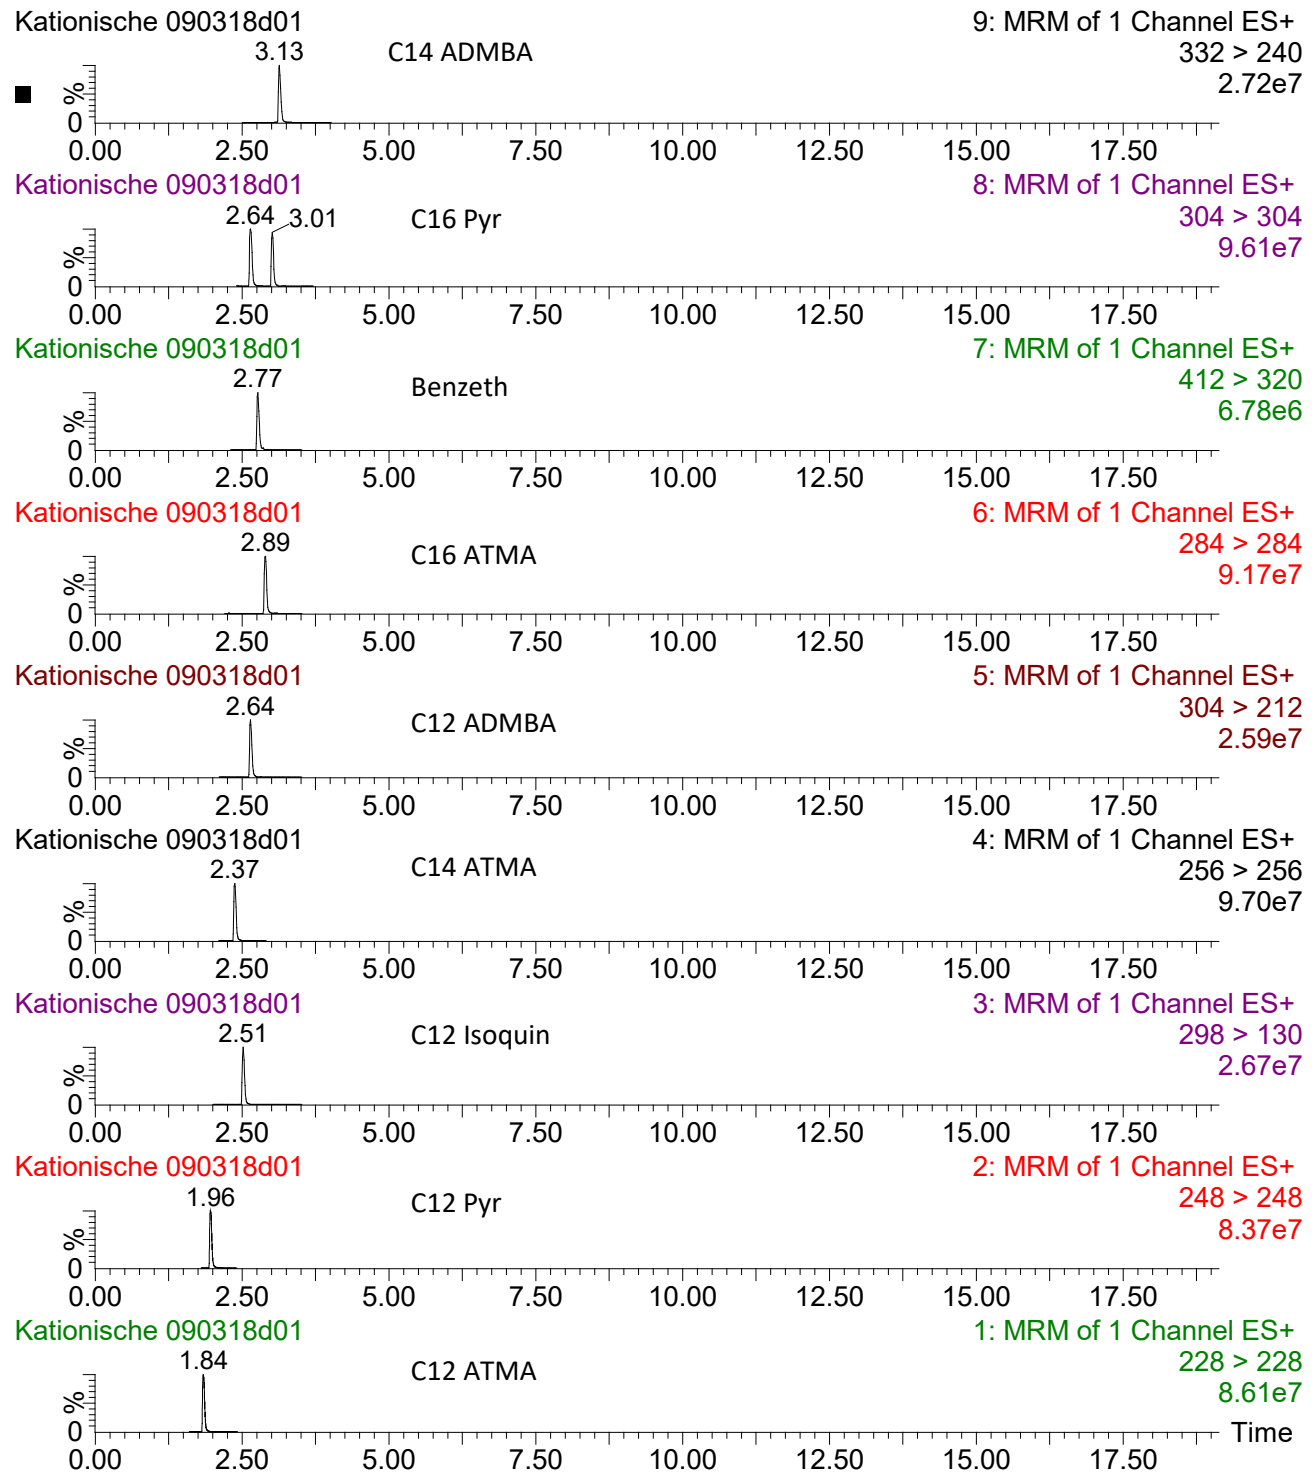 Kationische 090318d01
9: MRM of 1 Channel ES+
3.13
C14 ADMBA
332 > 240
2.72e7
%
0
0.00 2.50 5.00 7.50 10.00 12.50 15.00 17.50
Kationische 090318d01
8: MRM of 1 Channel ES+
2.64 3.01
C16 Pyr
304 > 304
9.61e7
%
0
0.00 2.50 5.00 7.50 10.00 12.50 15.00 17.50
Kationische 090318d01
7: MRM of 1 Channel ES+
2.77
Benzeth
412 > 320
6.78e6
%
0
0.00 2.50 5.00 7.50 10.00 12.50 15.00 17.50
Kationische 090318d01
6: MRM of 1 Channel ES+
2.89
C16 ATMA
284 > 284
9.17e7
%
0
0.00 2.50 5.00 7.50 10.00 12.50 15.00 17.50
Kationische 090318d01
5: MRM of 1 Channel ES+
2.64
C12 ADMBA
304 > 212
2.59e7
%
0
0.00 2.50 5.00 7.50 10.00 12.50 15.00 17.50
Kationische 090318d01
4: MRM of 1 Channel ES+
2.37
C14 ATMA
256 > 256
9.70e7
%
0
0.00 2.50 5.00 7.50 10.00 12.50 15.00 17.50
Kationische 090318d01
3: MRM of 1 Channel ES+
2.51
C12 Isoquin
298 > 130
2.67e7
%
0
0.00 2.50 5.00 7.50 10.00 12.50 15.00 17.50
Kationische 090318d01
2: MRM of 1 Channel ES+
1.96
C12 Pyr
248 > 248
8.37e7
%
0
0.00 2.50 5.00 7.50 10.00 12.50 15.00 17.50
Kationische 090318d01
1: MRM of 1 Channel ES+
1.84
C12 ATMA
228 > 228
8.61e7
%
0
Time
0.00 2.50 5.00 7.50 10.00 12.50 15.00 17.50